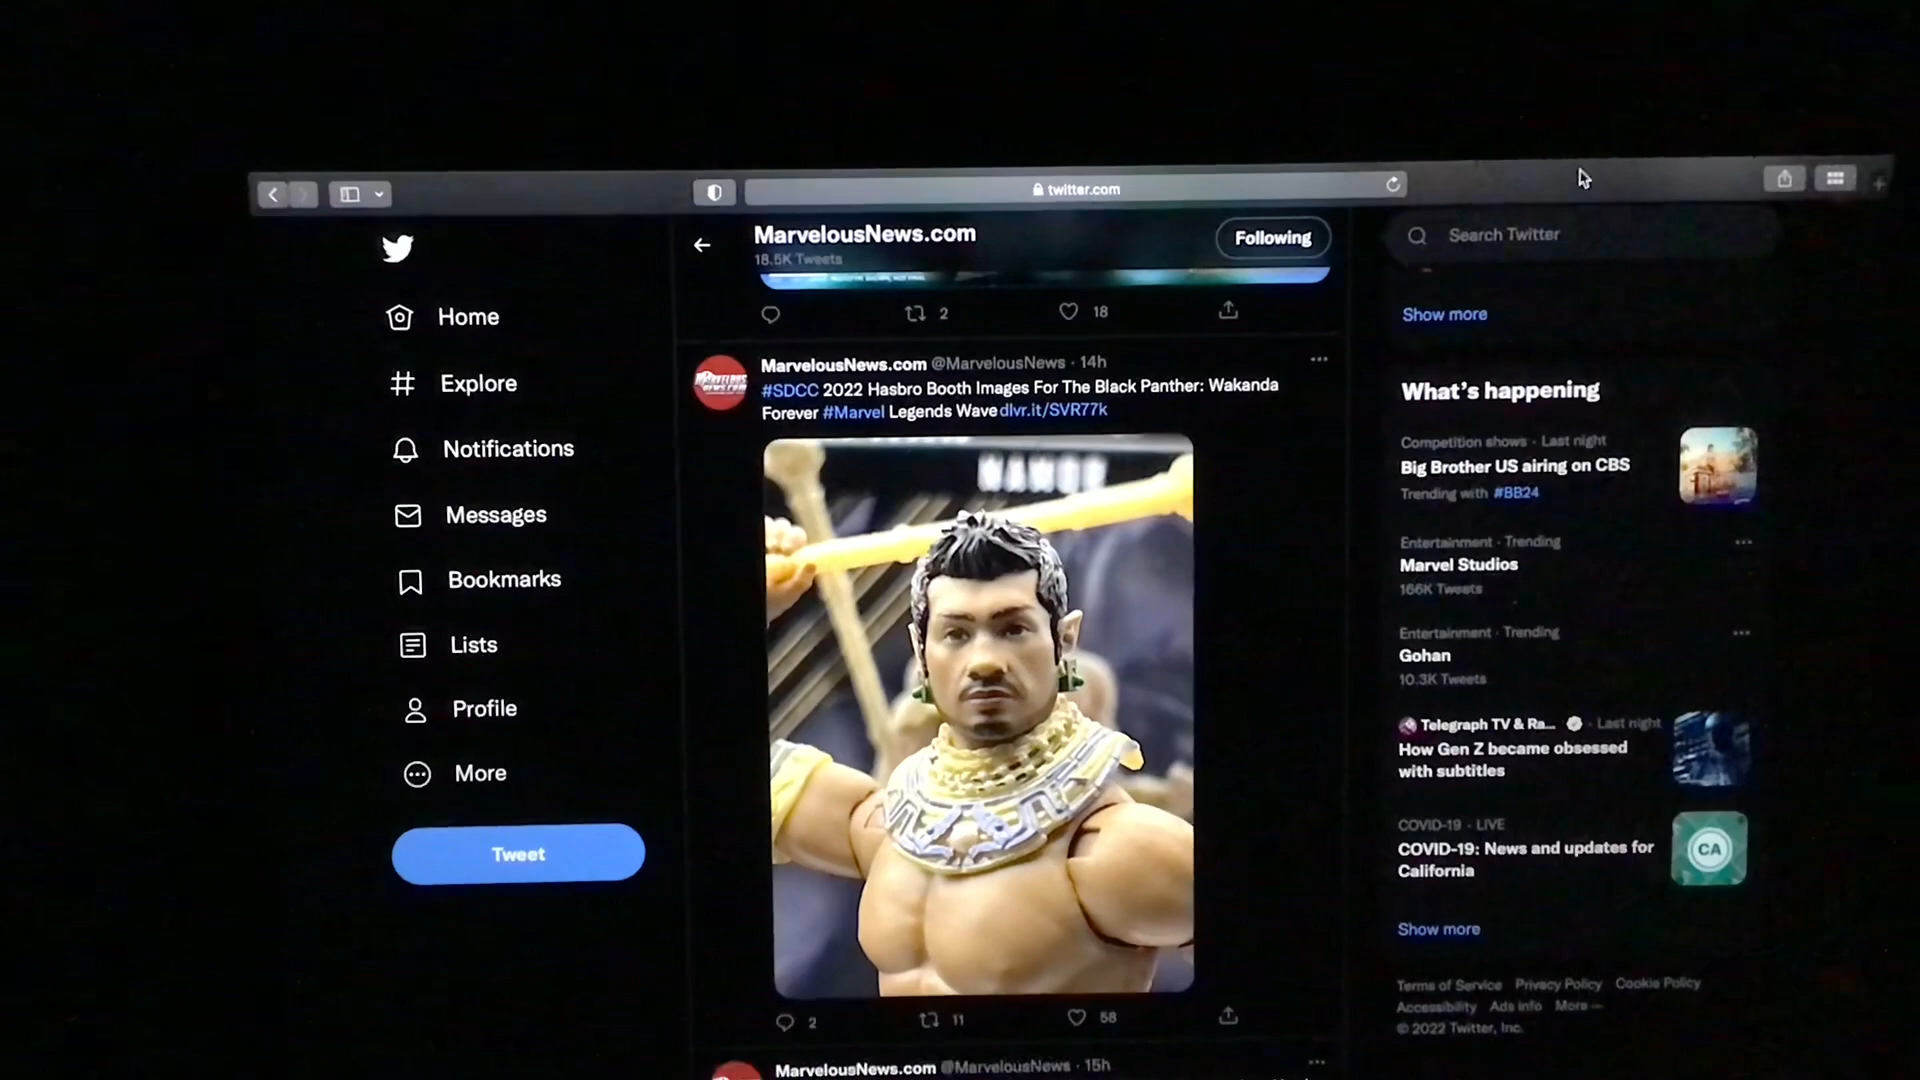 twitter.com
MarvelousNews.com
18.5K Tweets
Following
Search Twitter
Home
Explore
Notifications
Messages
Bookmarks
Lists
Profile
More
Tweet
2
18
MarvelousNews.com @MarvelousNews · 14h
#SDCC 2022 Hasbro Booth Images For The Black Panther: Wakanda
Forever #Marvel Legends Wave dlvr.it/SVR77k
NAMOR
2
11
58
MarvelousNews.com @MarvelousNews · 15h
Show more
What's happening
Competition shows · Last night
Big Brother US airing on CBS
Trending with #BB24
Entertainment · Trending
Marvel Studios
166K Tweets
Entertainment · Trending
Gohan
10.3K Tweets
Telegraph TV & Ra... · Last night
How Gen Z became obsessed
with subtitles
COVID-19 · LIVE
COVID-19: News and updates for
California
CA
Show more
Terms of Service Privacy Policy Cookie Policy
Accessibility Ads info More ···
© 2022 Twitter, Inc.